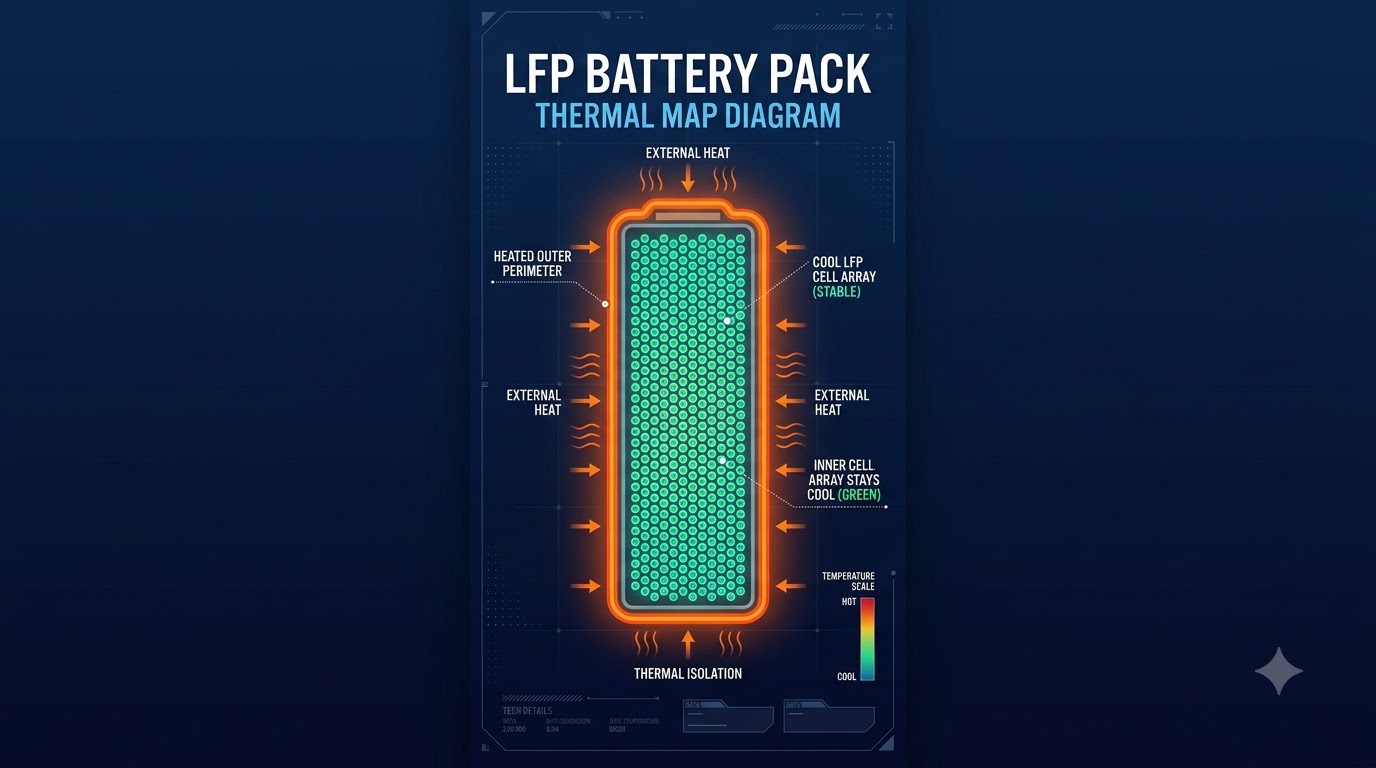 LFP BATTERY PACK
THERMAL MAP DIAGRAM
EXTERNAL HEAT
HEATED OUTER
PERIMETER
COOL LFP
CELL ARRAY
(STABLE)
EXTERNAL
HEAT
EXTERNAL
HEAT
INNER CELL
ARRAY STAYS
COOL (GREEN)
TEMPERATURE
SCALE
HOT
COOL
THERMAL ISOLATION
DETAILS